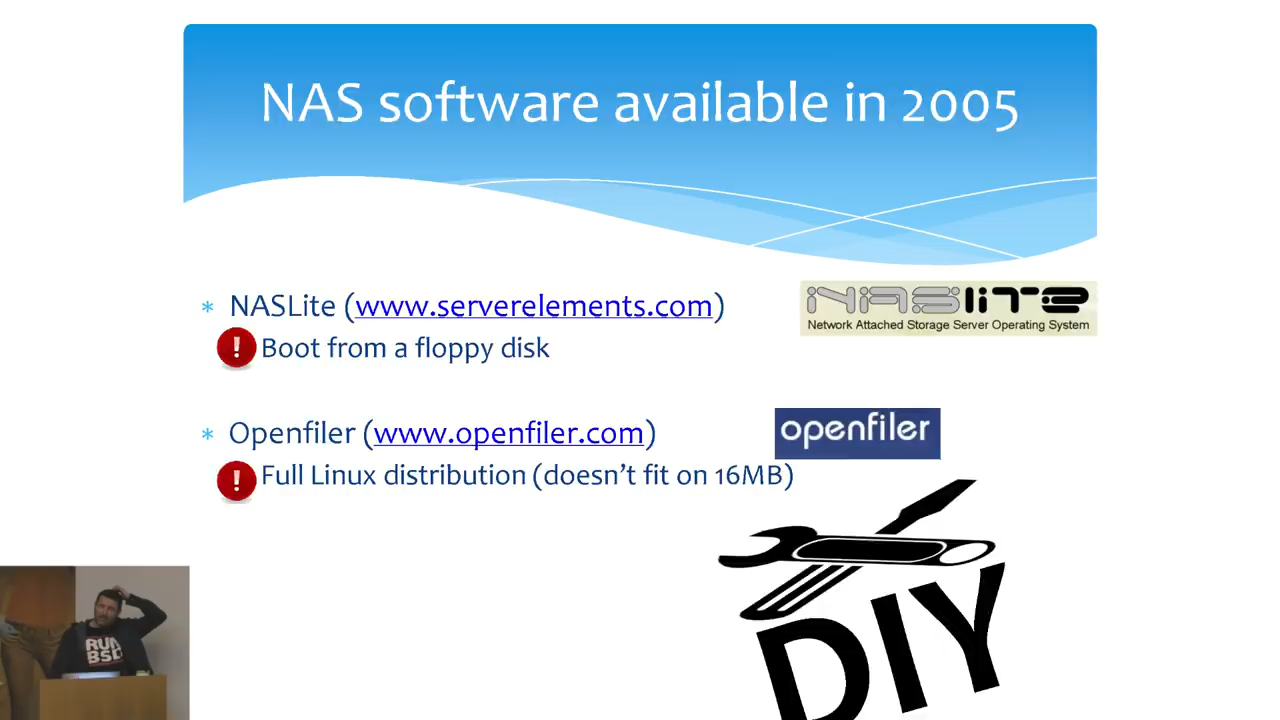 NAS software available in 2005
* NASLite (www.serverelements.com)
! Boot from a floppy disk
NASLITE
Network Attached Storage Server Operating System
* Openfiler (www.openfiler.com)
! Full Linux distribution (doesn't fit on 16MB)
openfiler
DIY
RUN
BSD